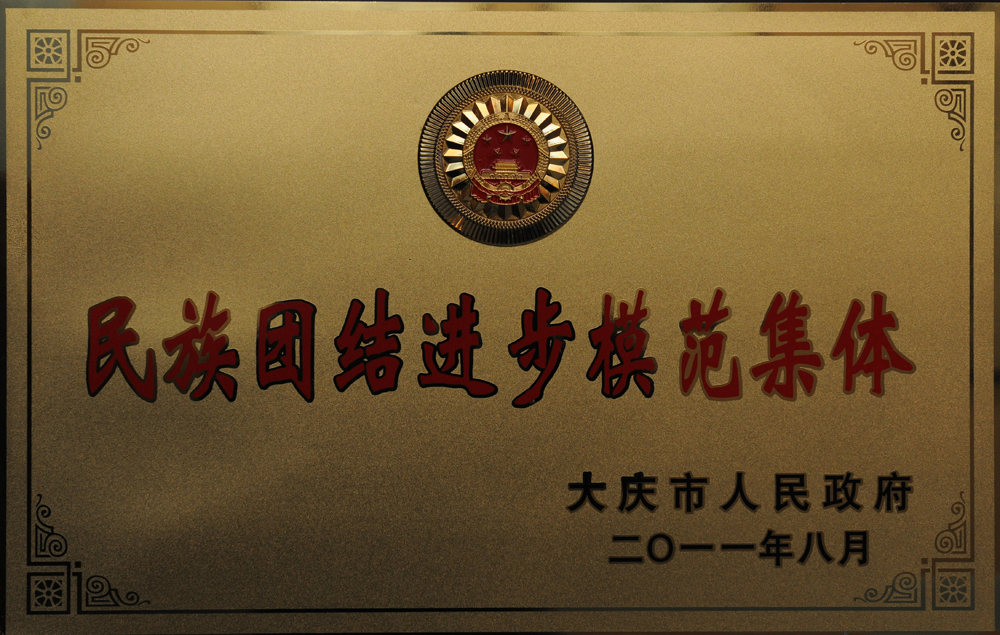 民族团结进步模范集体
大庆市人民政府
二〇一一年八月